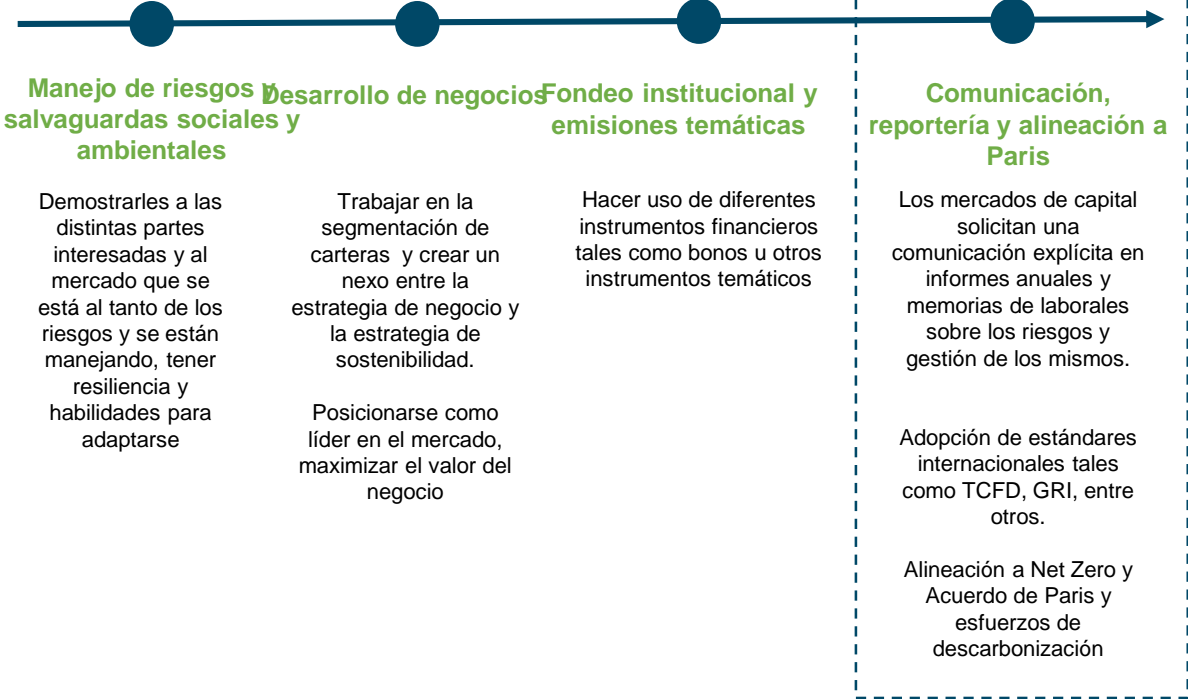 Manejo de riesgos y
salvaguardas sociales y
ambientales
Demostrarles a las
distintas partes
interesadas y al
mercado que se
está al tanto de los
riesgos y se están
manejando, tener
resiliencia y
habilidades para
adaptarse
Desarrollo de negocios
Trabajar en la
segmentación de
carteras y crear un
nexo entre la
estrategia de negocio y
la estrategia de
sostenibilidad.
Posicionarse como
líder en el mercado,
maximizar el valor del
negocio
Fondeo institucional y
emisiones temáticas
Hacer uso de diferentes
instrumentos financieros
tales como bonos u otros
instrumentos temáticos
Comunicación,
reportería y alineación a
Paris
Los mercados de capital
solicitan una
comunicación explícita en
informes anuales y
memorias de laborales
sobre los riesgos y
gestión de los mismos.
Adopción de estándares
internacionales tales
como TCFD, GRI, entre
otros.
Alineación a Net Zero y
Acuerdo de Paris y
esfuerzos de
descarbonización